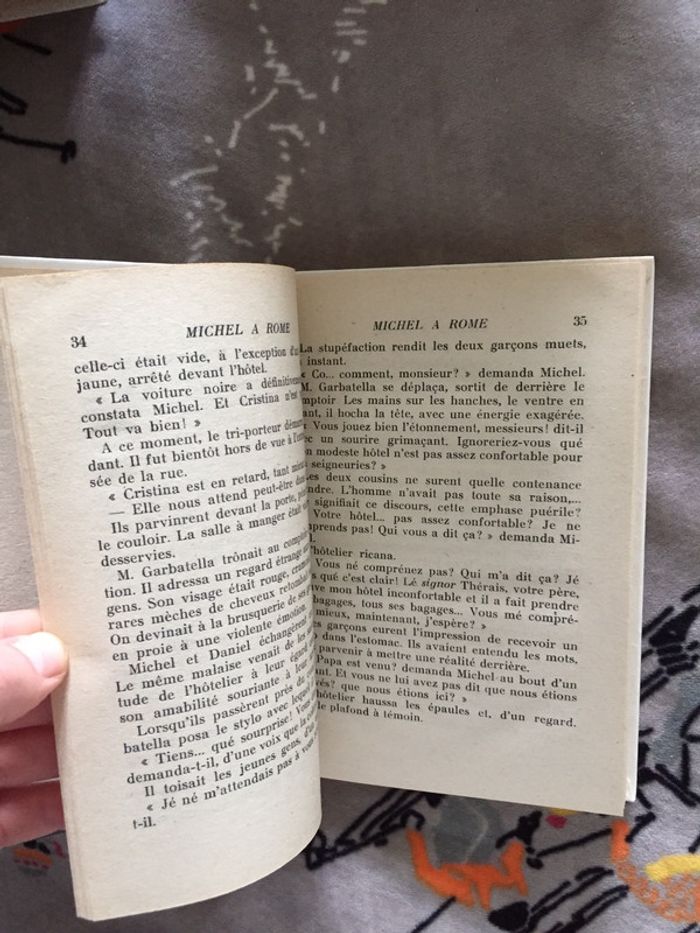 34
MICHEL A ROME
celle-ci était vide, à l'exception d'un
jaune, arrêté devant l'hôtel.
« La voiture noire a
constata Michel. Et Cristina n'est
Tout va bien! »
A ce moment, le tri-porteur
dant. Il fut bientôt hors de vue à
sée de la rue.
« Cristina est en retard, tant
— Elle nous attend peut-être
Ils parvinrent devant la porte,
le couloir. La salle à manger était
desservies.
M. Garbatella trônait au
tion. Il adressa un regard étrange
gens. Son visage était rouge,
rares mèches de cheveux
On devinait à la brusquerie de
en proie à une violente émotion.
Michel et Daniel
Le même malaise venait de les
tude de l'hôtelier à leur égard
son amabilité souriante à leur
Lorsqu'ils passèrent près du
batella posa le stylo avec
« Tiens... qué sourprise!
demanda-t-il, d'une voix que la
Il toisait les jeunes gens,
« Jé né m'attendais pas à
t-il.
MICHEL A ROME
35
La stupéfaction rendit les deux garçons muets,
instant.
« Co... comment, monsieur? » demanda Michel.
M. Garbatella se déplaça, sortit de derrière le
Les mains sur les hanches, le ventre en
il hocha la tête, avec une énergie exagérée.
Vous jouez bien l'étonnement, messieurs! dit-il
un sourire grimaçant. Ignoreriez-vous qué
modeste hôtel n'est pas assez confortable pour
seigneuries? »
Les deux cousins ne surent quelle contenance
L'homme n'avait pas toute sa raison,...
signifiait ce discours, cette emphase puérile?
Votre hôtel... pas assez confortable? Je ne
pas! Qui vous a dit ça? » demanda Mi-
l'hôtelier ricana.
Vous né comprénez pas? Qui m'a dit ça? Jé
qué c'est clair! Lé signor Thérais, votre père,
mon hôtel inconfortable et il a fait prendre
bagages, tous ses bagages... Vous mé compré-
mieux, maintenant, j'espère? »
garçons eurent l'impression de recevoir un
dans l'estomac. Ils avaient entendu les mots,
parvenir à mettre une réalité derrière.
Papa est venu? demanda Michel au bout d'un
Et vous ne lui avez pas dit que nous étions
que nous étions ici? »
hôtelier haussa les épaules et, d'un regard,
le plafond à témoin.